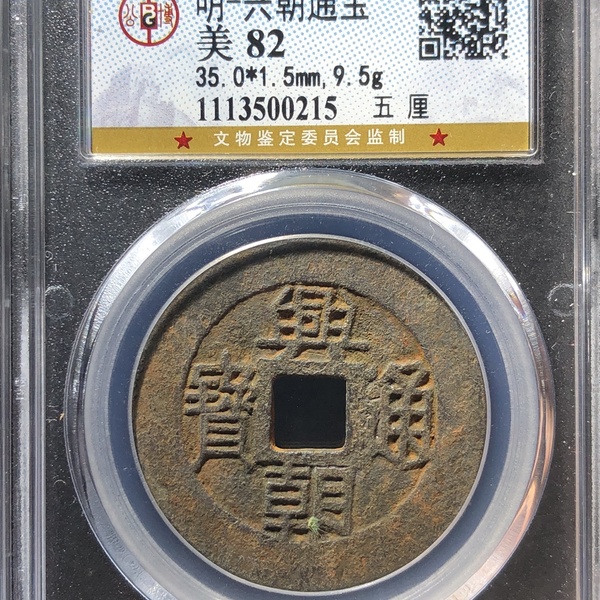 明-兴朝通宝
美 82
35.0*1.5mm,9.5g
1113500215 五厘
★ 文物鉴定委员会监制 ★
興朝通寶